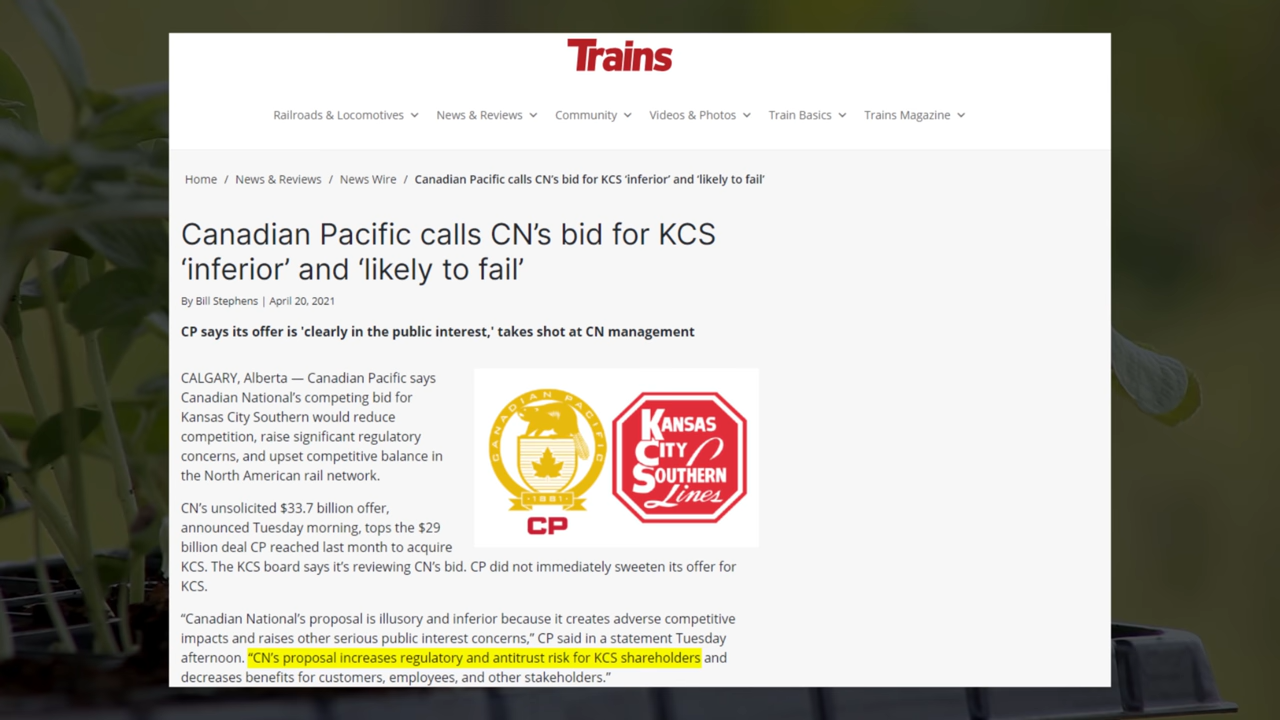 Trains
Railroads & Locomotives News & Reviews Community Videos & Photos Train Basics Trains Magazine
Home / News & Reviews / News Wire / Canadian Pacific calls CN’s bid for KCS ‘inferior’ and ‘likely to fail’
Canadian Pacific calls CN’s bid for KCS
‘inferior’ and ‘likely to fail’
By Bill Stephens | April 20, 2021
CP says its offer is 'clearly in the public interest,' takes shot at CN management
CALGARY, Alberta — Canadian Pacific says
Canadian National’s competing bid for
Kansas City Southern would reduce
competition, raise significant regulatory
concerns, and upset competitive balance in
the North American rail network.
CN’s unsolicited $33.7 billion offer,
announced Tuesday morning, tops the $29
billion deal CP reached last month to acquire
KCS. The KCS board says it’s reviewing CN’s bid. CP did not immediately sweeten its offer for
KCS.
CANADIAN PACIFIC
1881
CP
KANSAS
CITY
SOUTHERN
Lines
“Canadian National’s proposal is illusory and inferior because it creates adverse competitive
impacts and raises other serious public interest concerns,” CP said in a statement Tuesday
afternoon. “CN’s proposal increases regulatory and antitrust risk for KCS shareholders and
decreases benefits for customers, employees, and other stakeholders.”